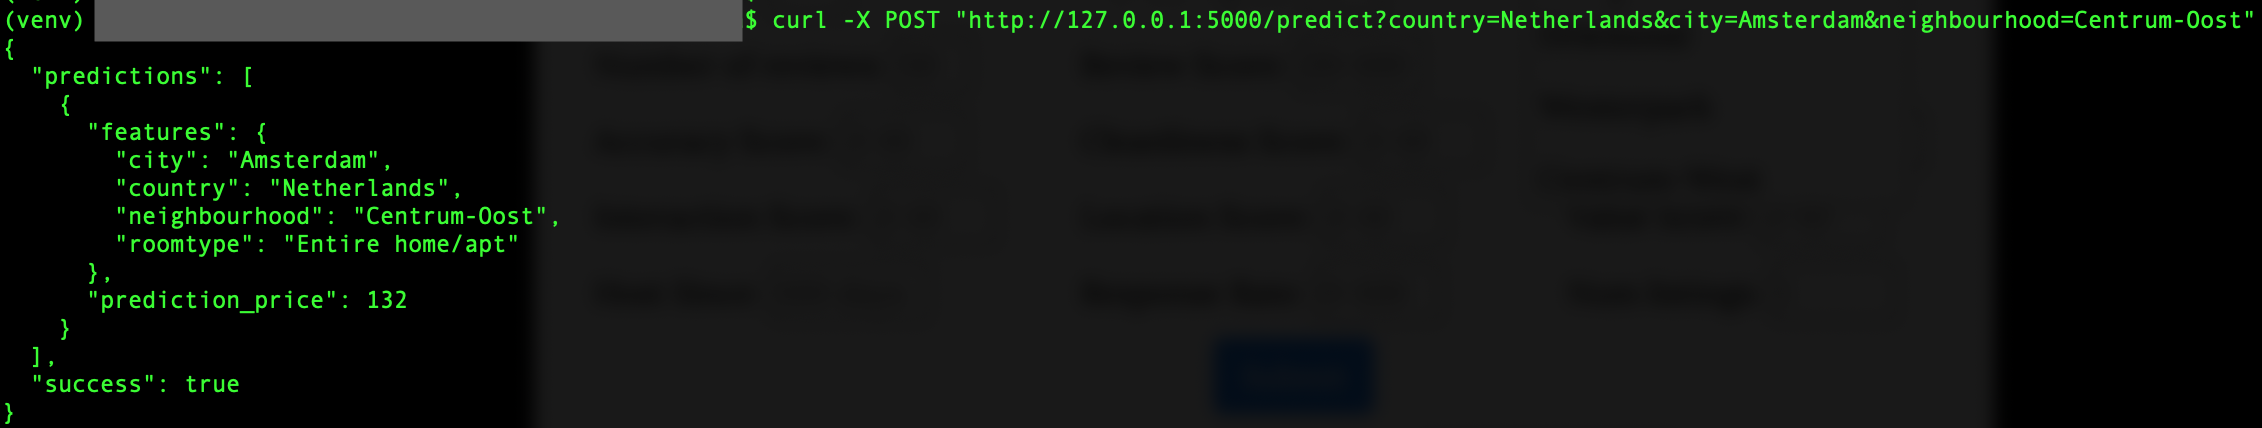 (venv) $ curl -X POST "http://127.0.0.1:5000/predict?country=Netherlands&city=Amsterdam&neighbourhood=Centrum-Oost"
{
  "predictions": [
    {
      "features": {
        "city": "Amsterdam",
        "country": "Netherlands",
        "neighbourhood": "Centrum-Oost",
        "roomtype": "Entire home/apt"
      },
      "prediction_price": 132
    }
  ],
  "success": true
}